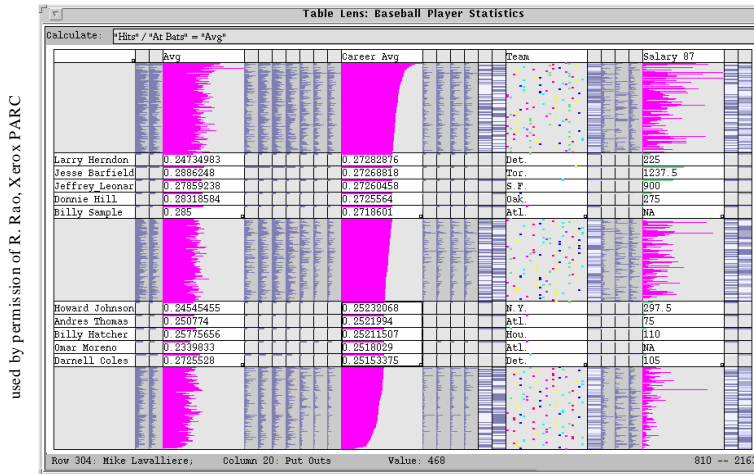 Table Lens: Baseball Player Statistics
Calculate: "Hits" / "At Bats" = "Avg"
Avg Career Avg Team Salary 87
Larry Herndon 0.24734983 0.27282876 Det. 225
Jesse Barfield 0.2886248 0.27268818 Tor. 1237.5
Jeffrey Leonar 0.27859238 0.27260458 S.F. 900
Donnie Hill 0.28318584 0.2725564 Oak. 275
Billy Sample 0.285 0.2718601 Atl. NA
Howard Johnson 0.24545455 0.25232068 N.Y. 297.5
Andres Thomas 0.250774 0.2521994 Atl. 75
Billy Hatcher 0.25775656 0.25211507 Hou. 110
Omar Moreno 0.2339833 0.2518029 Atl. NA
Darnell Coles 0.2725528 0.25153375 Det. 105
Row 304: Mike Lavalliere; Column 20: Put Outs Value: 468 810 -- 2163
used by permission of R. Rao, Xerox PARC